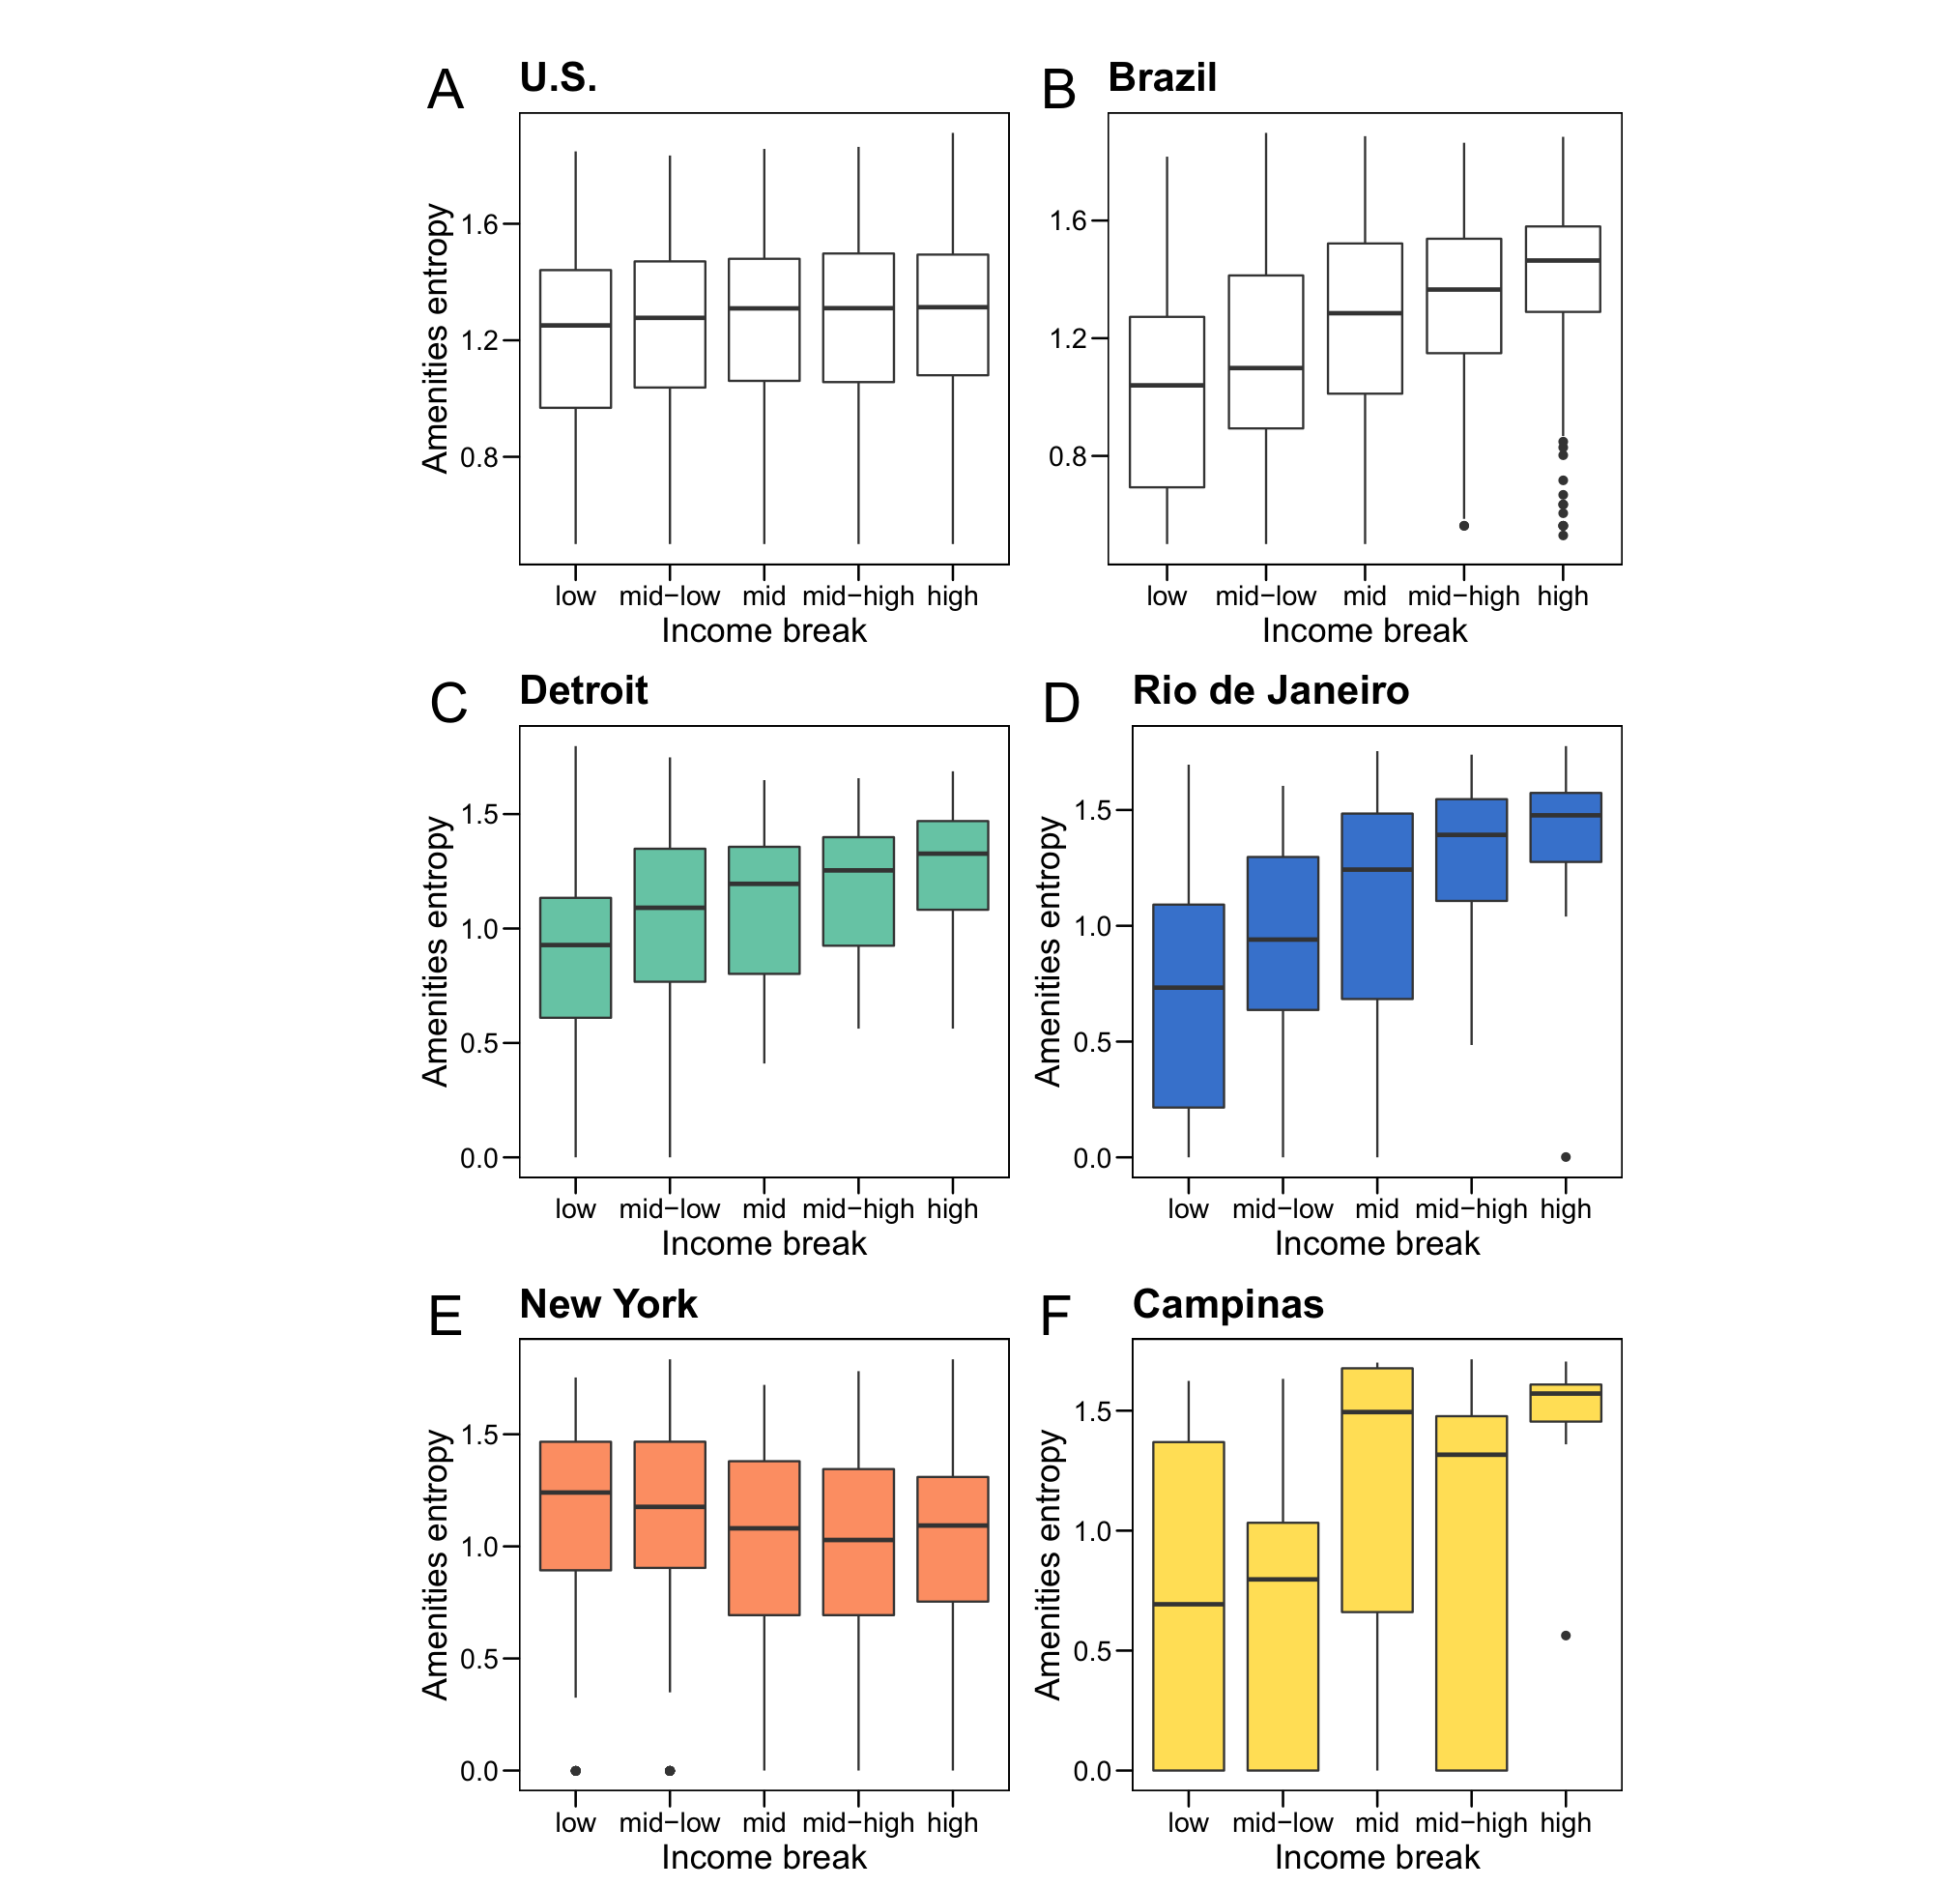 A U.S.
Amenities entropy
1.6
1.2
0.8
low mid−low mid mid−high high
Income break
B Brazil
1.6
1.2
0.8
low mid−low mid mid−high high
Income break
C Detroit
Amenities entropy
1.5
1.0
0.5
0.0
low mid−low mid mid−high high
Income break
D Rio de Janeiro
Amenities entropy
1.5
1.0
0.5
0.0
low mid−low mid mid−high high
Income break
E New York
Amenities entropy
1.5
1.0
0.5
0.0
low mid−low mid mid−high high
Income break
F Campinas
Amenities entropy
1.5
1.0
0.5
0.0
low mid−low mid mid−high high
Income break